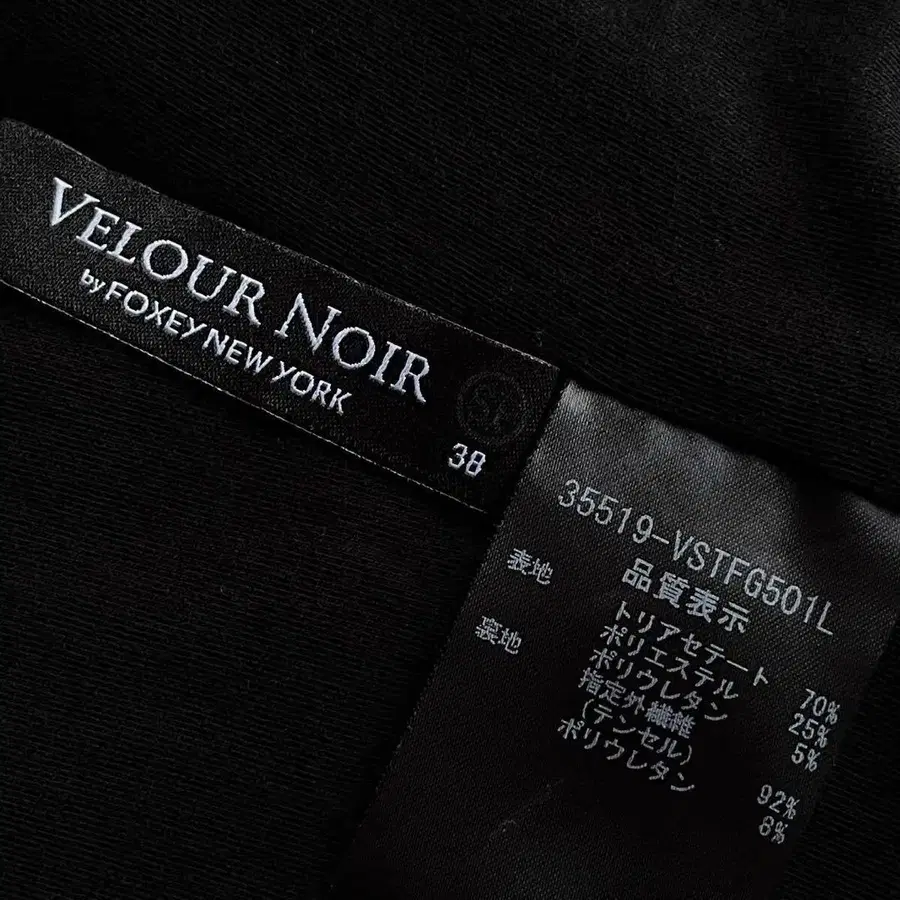 VELOUR NOIR
by FOXEY NEW YORK
38
35519-VSTFG501L
品質表示
表地 トリアセテート 70%
ポリエステル 25%
ポリウレタン 5%
裏地 指定外繊維
(テンセル) 92%
ポリウレタン 8%